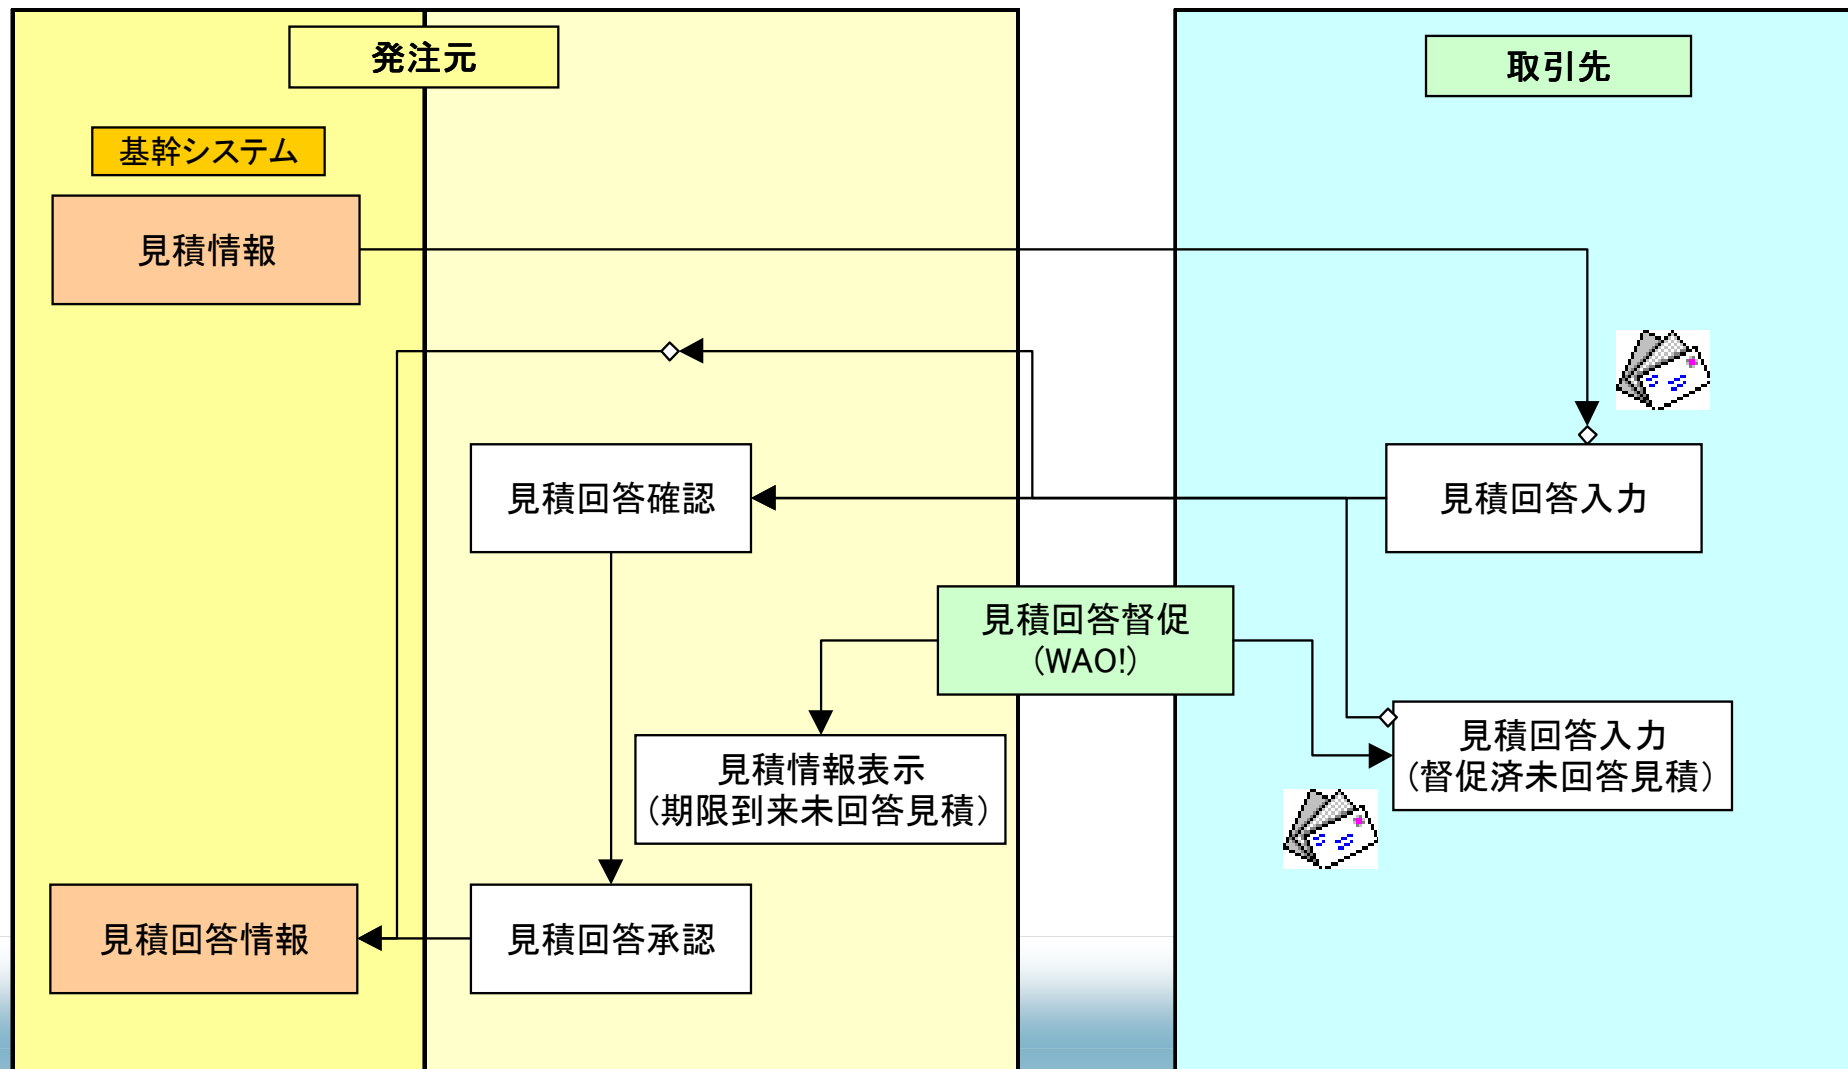 発注元
取引先
基幹システム
見積情報
見積回答確認
見積回答入力
見積回答督促
(WAO!)
見積情報表示
(期限到来未回答見積)
見積回答入力
(督促済未回答見積)
見積回答情報
見積回答承認